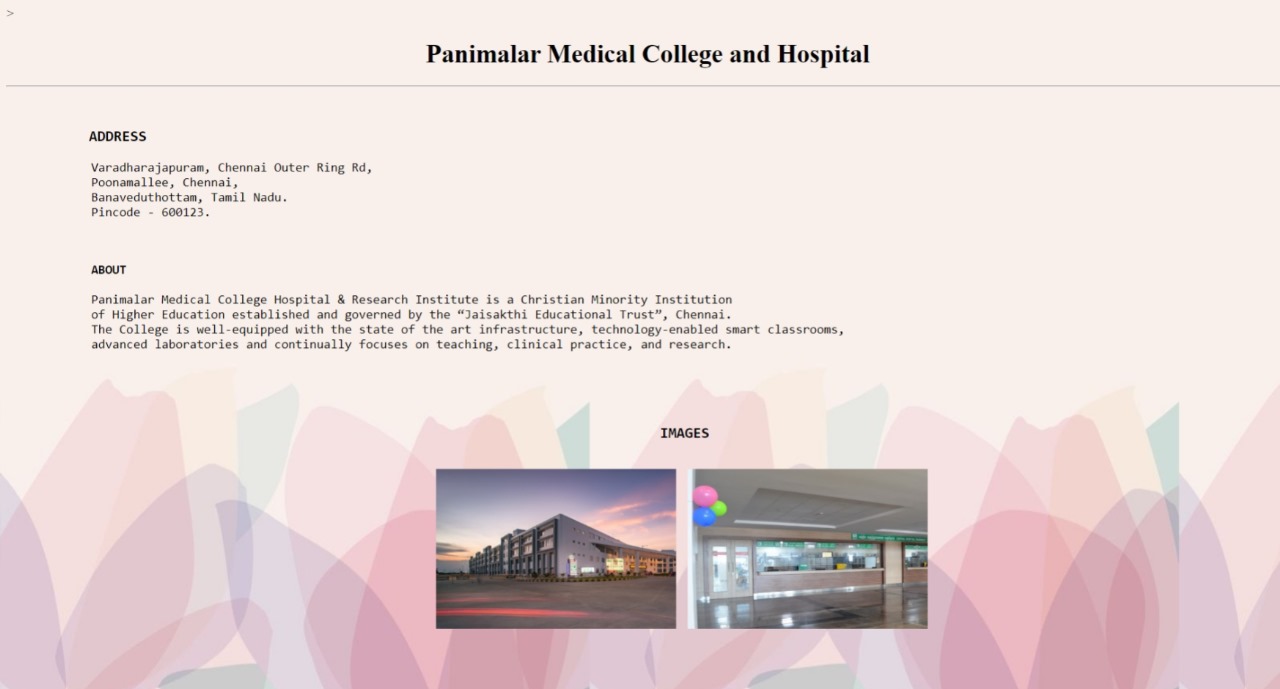 >
Panimalar Medical College and Hospital
ADDRESS
Varadharajapuram, Chennai Outer Ring Rd,
Poonamallee, Chennai,
Banaveduthottam, Tamil Nadu.
Pincode - 600123.
ABOUT
Panimalar Medical College Hospital & Research Institute is a Christian Minority Institution
of Higher Education established and governed by the “Jaisakthi Educational Trust”, Chennai.
The College is well-equipped with the state of the art infrastructure, technology-enabled smart classrooms,
advanced laboratories and continually focuses on teaching, clinical practice, and research.
IMAGES